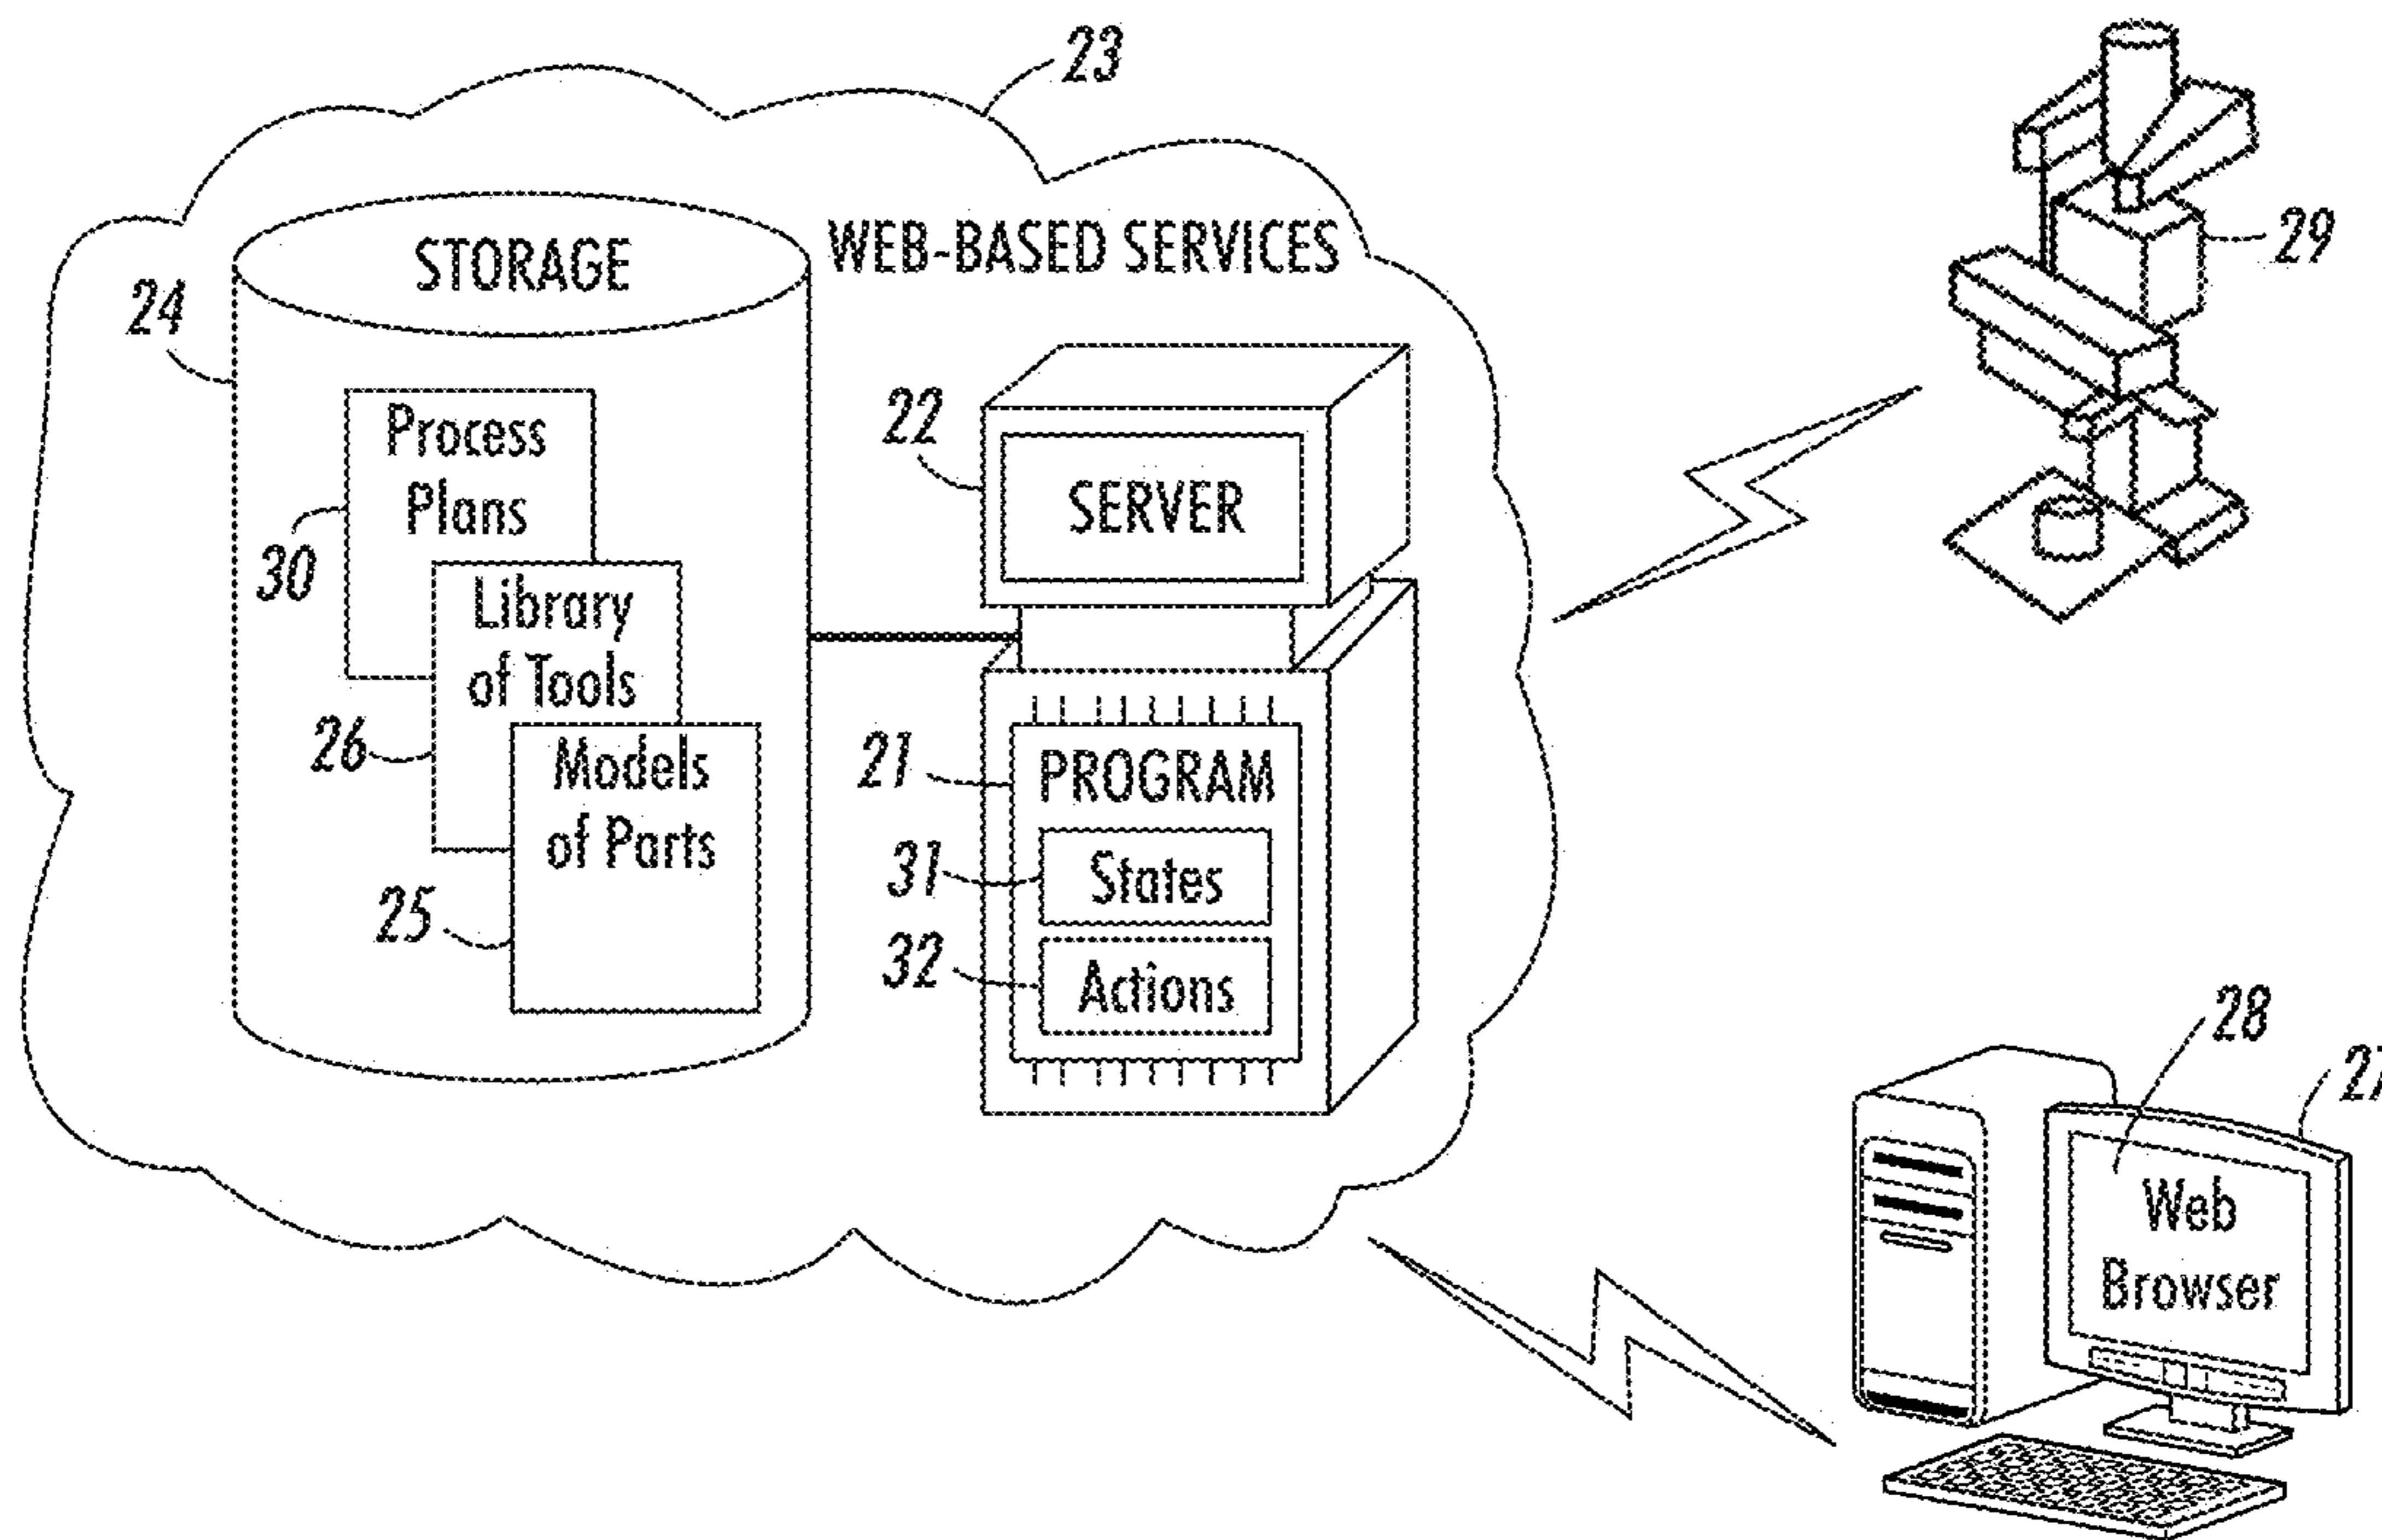 23
STORAGE
WEB-BASED SERVICES
24
29
Process
Plans
30
22
SERVER
Library
of Tools
26
Models
of Parts
25
21
PROGRAM
31
States
32
Actions
28
27
Web
Browser